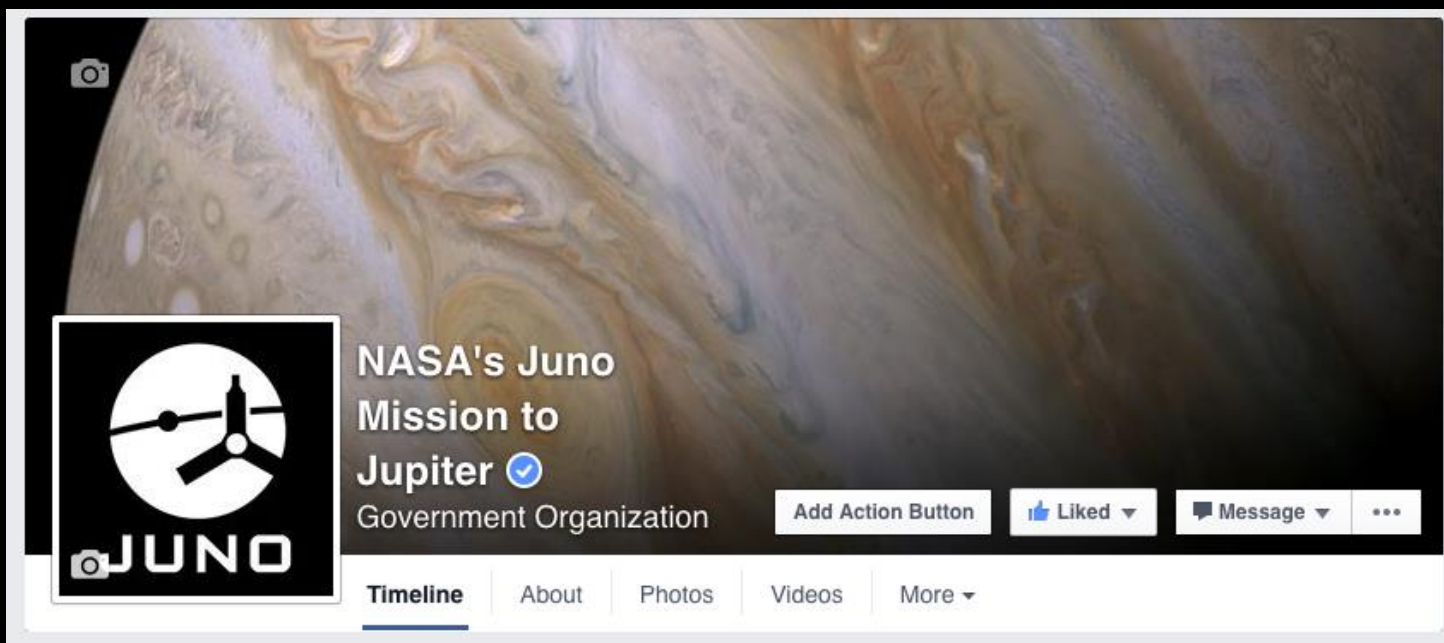 NASA's Juno
Mission to
Jupiter
Government Organization
Add Action Button
Liked
Message
JUNO
Timeline About Photos Videos More